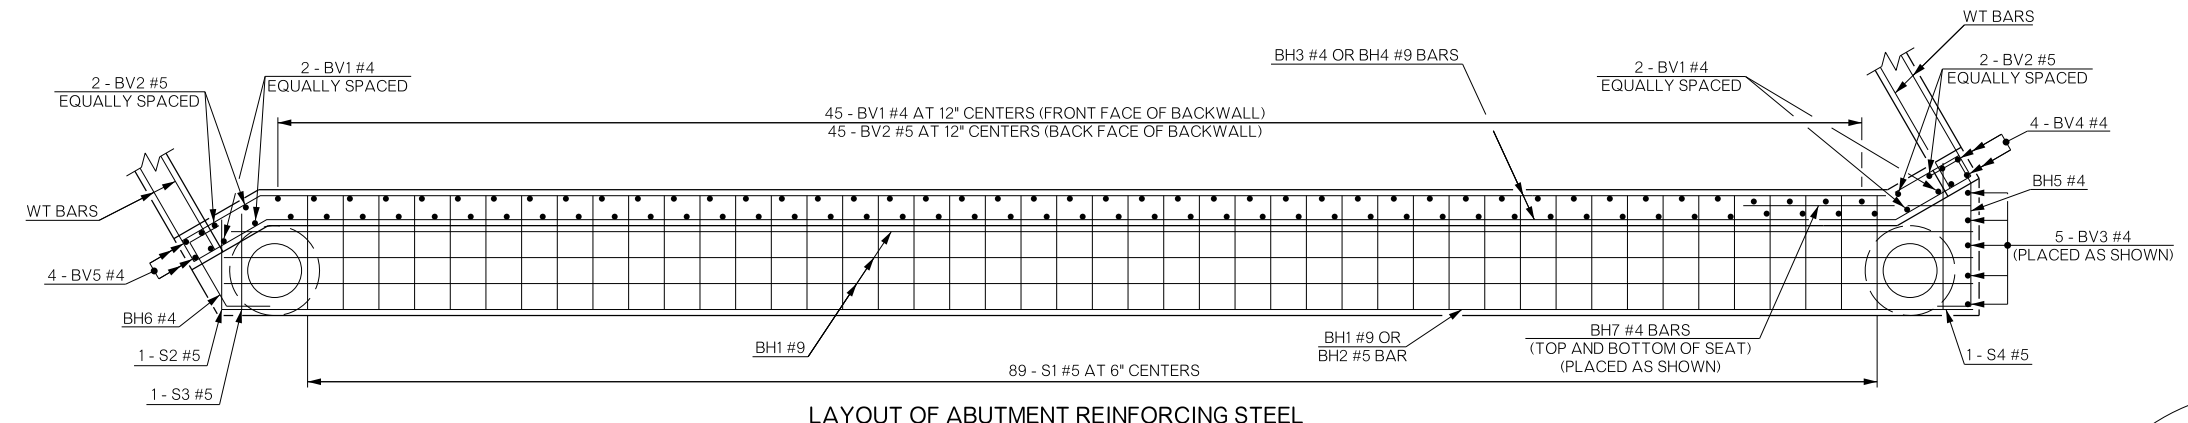 WT BARS
2 - BV1 #4
EQUALLY SPACED
2 - BV2 #5
EQUALLY SPACED
BH3 #4 OR BH4 #9 BARS
2 - BV1 #4
EQUALLY SPACED
2 - BV2 #5
EQUALLY SPACED
45 - BV1 #4 AT 12" CENTERS (FRONT FACE OF BACKWALL)
45 - BV2 #5 AT 12" CENTERS (BACK FACE OF BACKWALL)
4 - BV4 #4
BH5 #4
WT BARS
5 - BV3 #4
(PLACED AS SHOWN)
4 - BV5 #4
BH6 #4
1 - S2 #5
1 - S3 #5
BH1 #9
BH1 #9 OR
BH2 #5 BAR
BH7 #4 BARS
(TOP AND BOTTOM OF SEAT)
(PLACED AS SHOWN)
1 - S4 #5
89 - S1 #5 AT 6" CENTERS
LAYOUT OF ABUTMENT REINFORCING STEEL